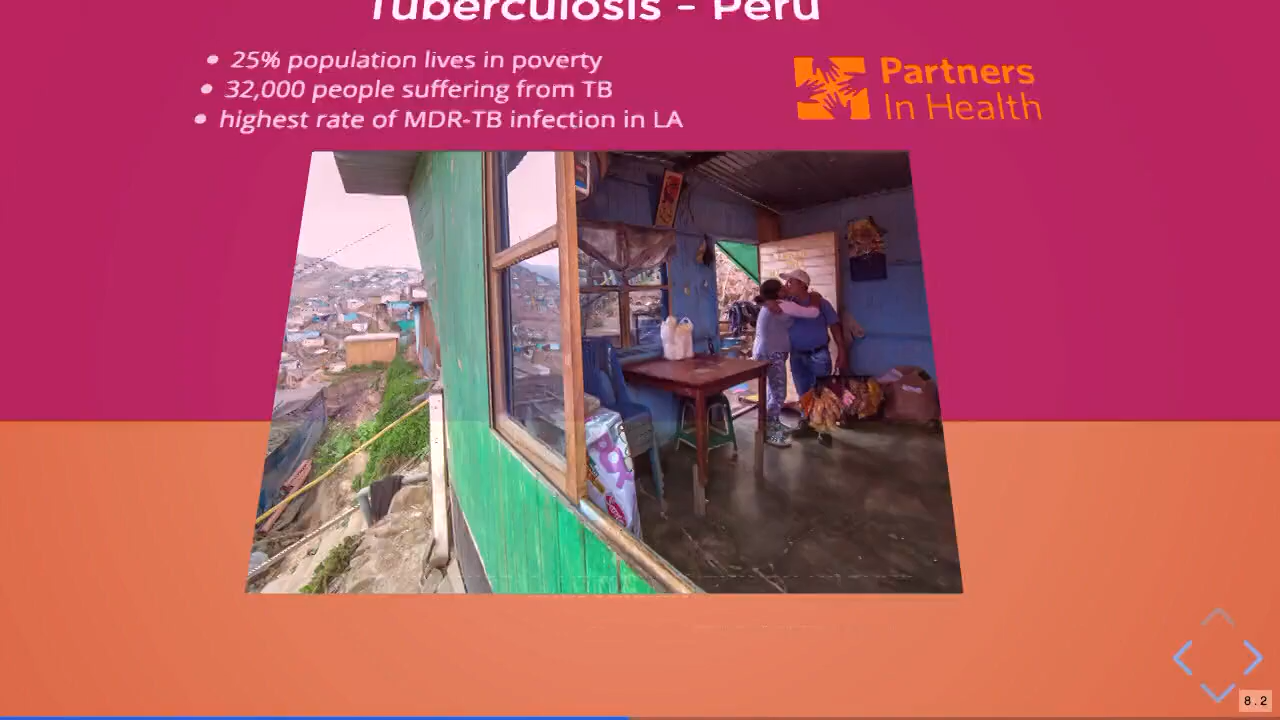 Tuberculosis - Peru
25% population lives in poverty
32,000 people suffering from TB
highest rate of MDR-TB infection in LA
Partners
In Health
8.2